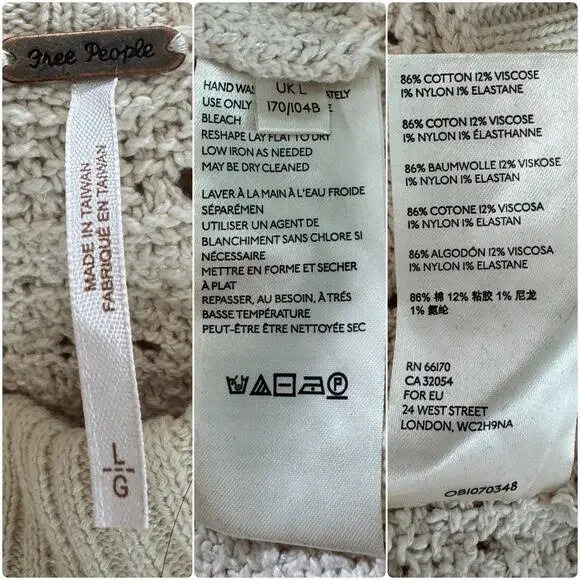 Free People
MADE IN TAIWAN
FABRIQUÉ EN TAIWAN
L
G
UK L
170/104B
HAND WAS
ATELY
USE ONLY
BLEACH
RESHAPE LAY FLAT TO DRY
LOW IRON AS NEEDED
MAY BE DRY CLEANED
LAVER À LA MAIN À L'EAU FROIDE
SÉPARÉMEN
UTILISER UN AGENT DE
BLANCHIMENT SANS CHLORE SI
NÉCESSAIRE
METTRE EN FORME ET SECHER
À PLAT
REPASSER, AU BESOIN, À TRÉS
BASSE TEMPÉRATURE
PEUT-ÊTRE ÊTRE NETTOYÉE SEC
P
86% COTTON 12% VISCOSE
1% NYLON 1% ELASTANE
86% COTON 12% VISCOSE
1% NYLON 1% ÉLASTHANNE
86% BAUMWOLLE 12% VISKOSE
1% NYLON 1% ELASTAN
86% COTONE 12% VISCOSA
1% NYLON 1% ELASTAN
86% ALGODÓN 12% VISCOSA
1% NYLON 1% ELASTANE
86% 棉 12% 粘胶 1% 尼龙
1% 氨纶
RN 66170
CA 32054
FOR EU
24 WEST STREET
LONDON, WC2H9NA
OB1070348